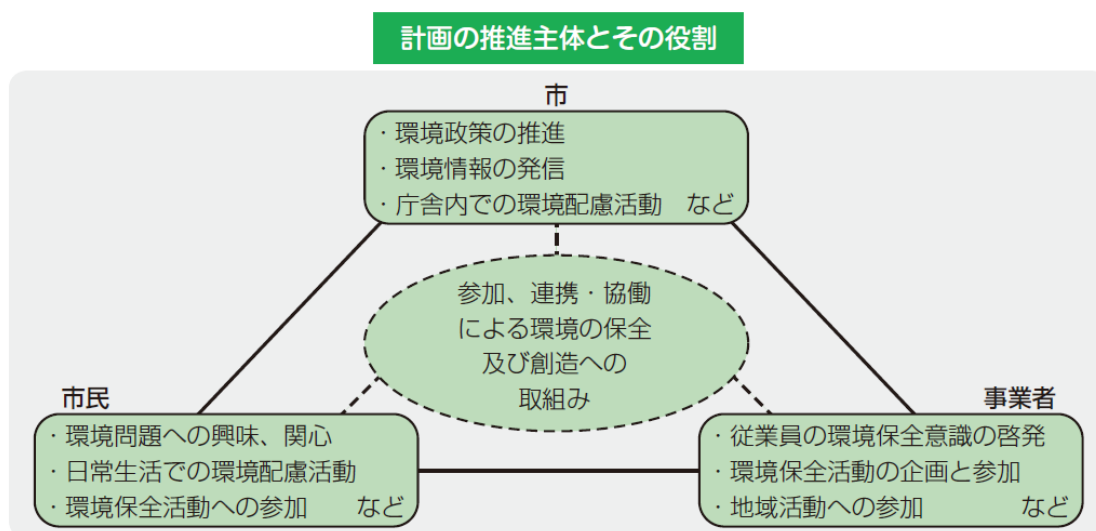 計画の推進主体とその役割
市
・環境政策の推進
・環境情報の発信
・庁舎内での環境配慮活動　など
参加、連携・協働
による環境の保全
及び創造への
取組み
市民
・環境問題への興味、関心
・日常生活での環境配慮活動
・環境保全活動への参加　など
事業者
・従業員の環境保全意識の啓発
・環境保全活動の企画と参加
・地域活動への参加　など